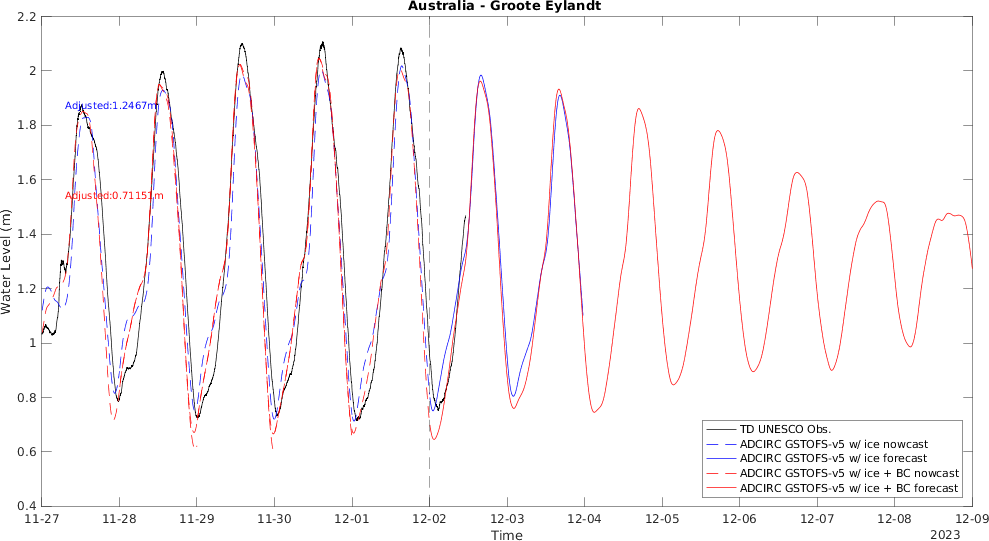 Australia - Groote Eylandt
2.2
2
1.8
1.6
1.4
1.2
1
0.8
0.6
0.4
Water Level (m)
Adjusted:1.2467m
Adjusted:0.71151m
TD UNESCO Obs.
ADCIRC GSTOFS-v5 w/ ice nowcast
ADCIRC GSTOFS-v5 w/ ice forecast
ADCIRC GSTOFS-v5 w/ ice + BC nowcast
ADCIRC GSTOFS-v5 w/ ice + BC forecast
11-27 11-28 11-29 11-30 12-01 12-02 12-03 12-04 12-05 12-06 12-07 12-08 12-09
Time
2023